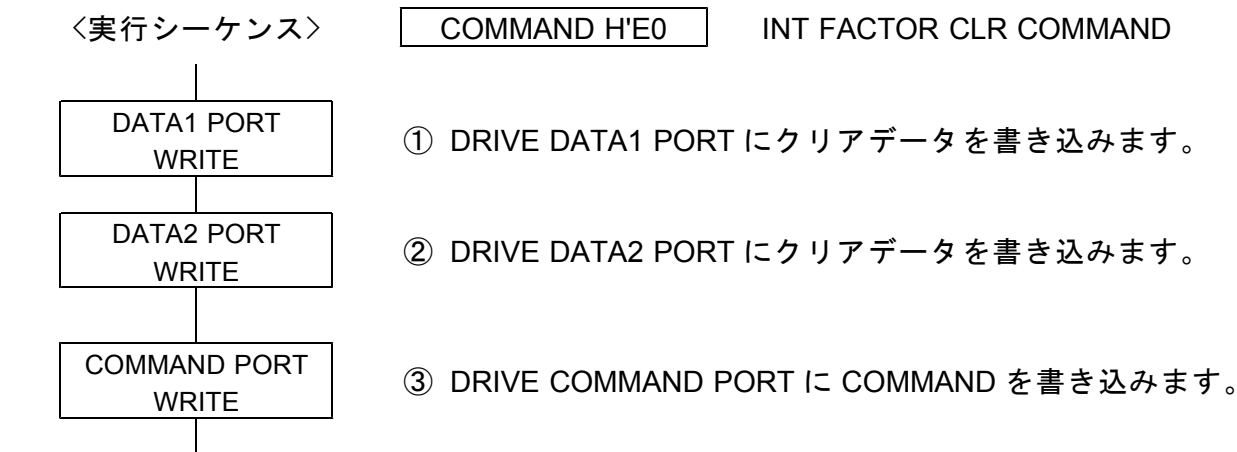 〈実行シーケンス〉 COMMAND H'E0 INT FACTOR CLR COMMAND
DATA1 PORT
WRITE
① DRIVE DATA1 PORT にクリアデータを書き込みます。
DATA2 PORT
WRITE
② DRIVE DATA2 PORT にクリアデータを書き込みます。
COMMAND PORT
WRITE
③ DRIVE COMMAND PORT に COMMAND を書き込みます。